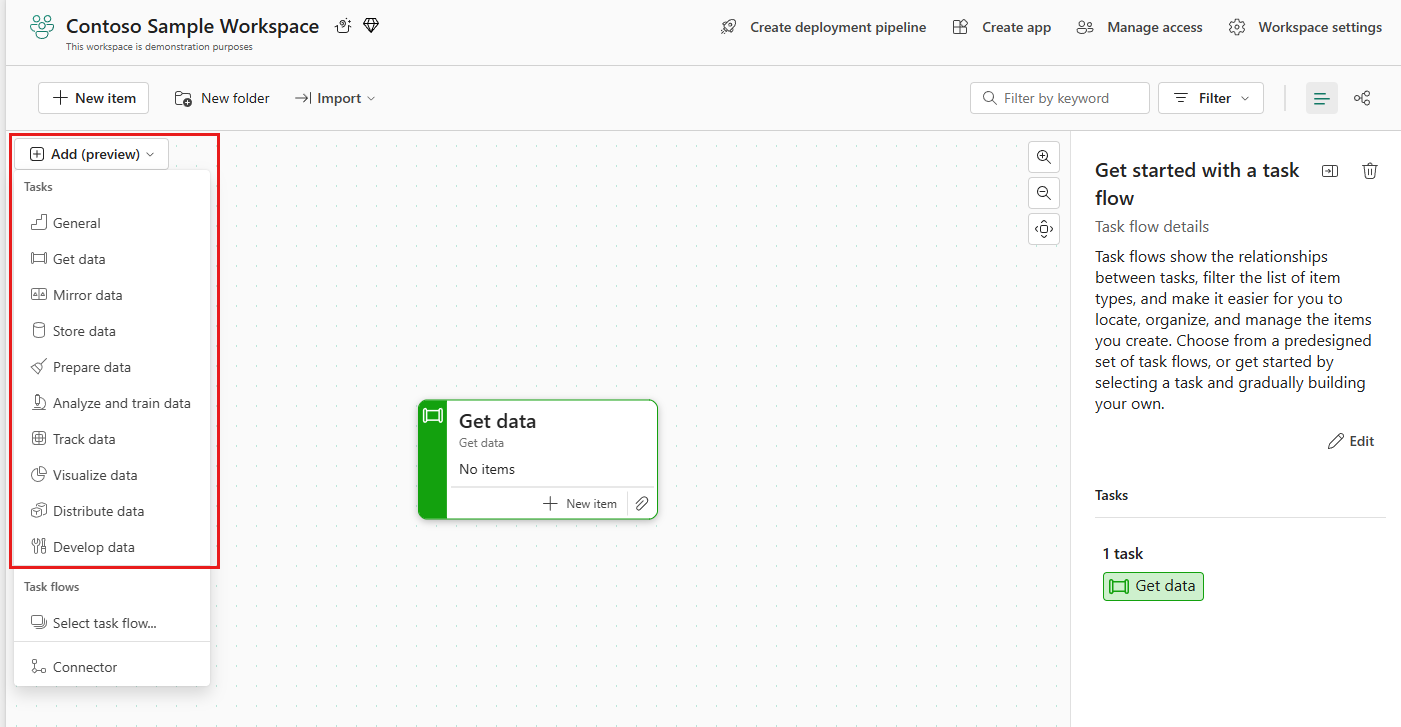 Contoso Sample Workspace
This workspace is demonstration purposes
Create deployment pipeline
Create app
Manage access
Workspace settings
New item
New folder
Import
Filter by keyword
Filter
Add (preview)
Tasks
General
Get data
Mirror data
Store data
Prepare data
Analyze and train data
Track data
Visualize data
Distribute data
Develop data
Task flows
Select task flow...
Connector
Get data
Get data
No items
New item
Get started with a task
flow
Task flow details
Task flows show the relationships
between tasks, filter the list of item
types, and make it easier for you to
locate, organize, and manage the items
you create. Choose from a predesigned
set of task flows, or get started by
selecting a task and gradually building
your own.
Edit
Tasks
1 task
Get data